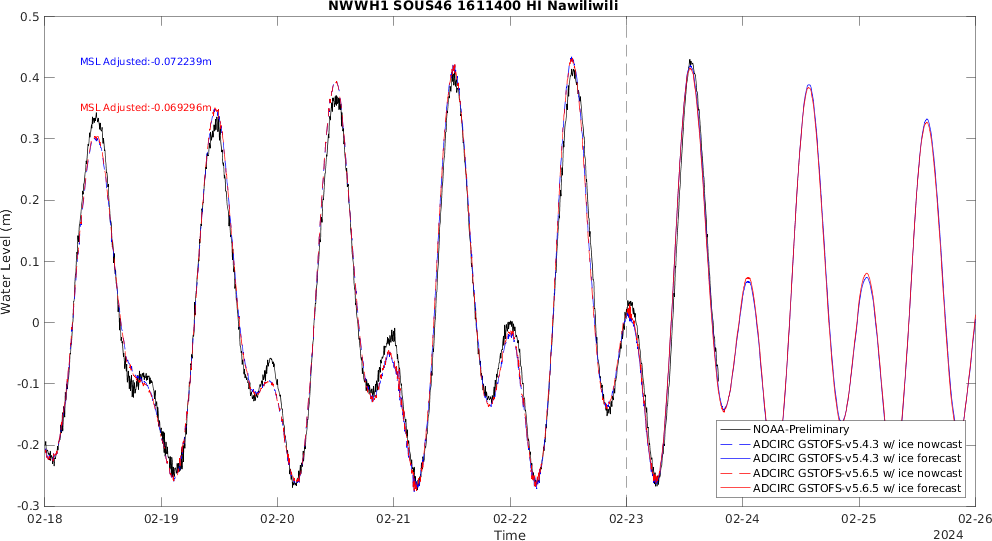 NWWH1 SOUS46 1611400 HI Nawiliwili
0.5
0.4
0.3
0.2
0.1
0
-0.1
-0.2
-0.3
Water Level (m)
MSL Adjusted:-0.072239m
MSL Adjusted:-0.069296m
NOAA-Preliminary
ADCIRC GSTOFS-v5.4.3 w/ ice nowcast
ADCIRC GSTOFS-v5.4.3 w/ ice forecast
ADCIRC GSTOFS-v5.6.5 w/ ice nowcast
ADCIRC GSTOFS-v5.6.5 w/ ice forecast
02-18 02-19 02-20 02-21 02-22 02-23 02-24 02-25 02-26
Time
2024